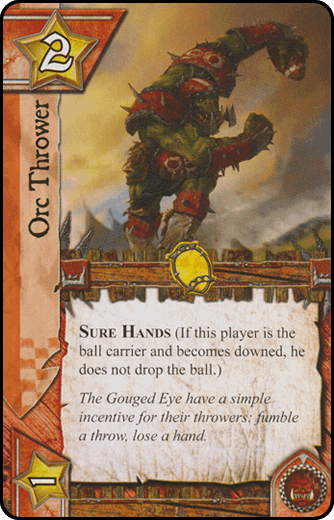 2
Orc Thrower
SURE HANDS (If this player is the
ball carrier and becomes downed, he
does not drop the ball.)
The Gouged Eye have a simple
incentive for their throwers: fumble
a throw, lose a hand.
1